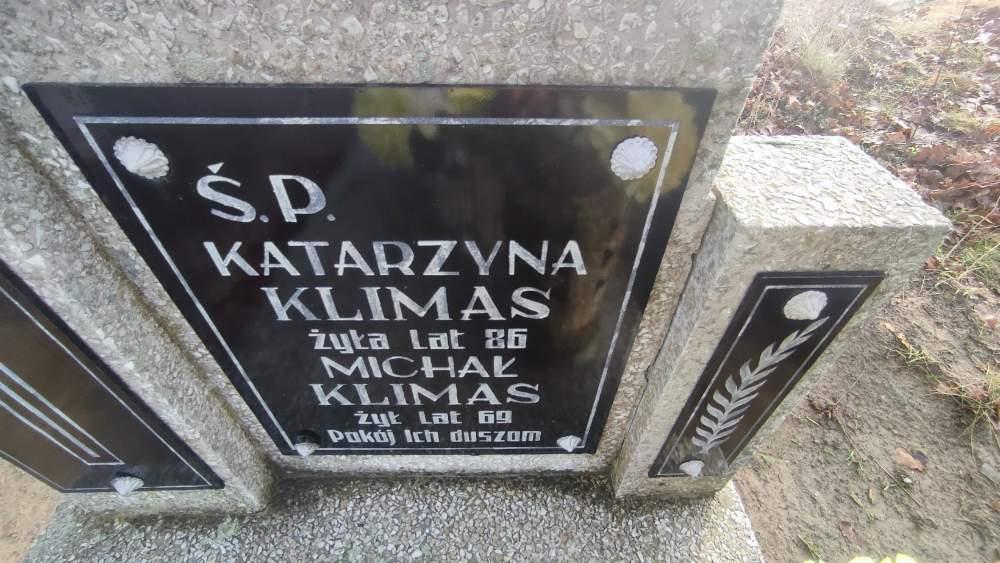 Ś.P.
KATARZYNA
KLIMAS
żyła Lat 86
MICHAŁ
KLIMAS
żył Lat 69
Pokój Ich duszom